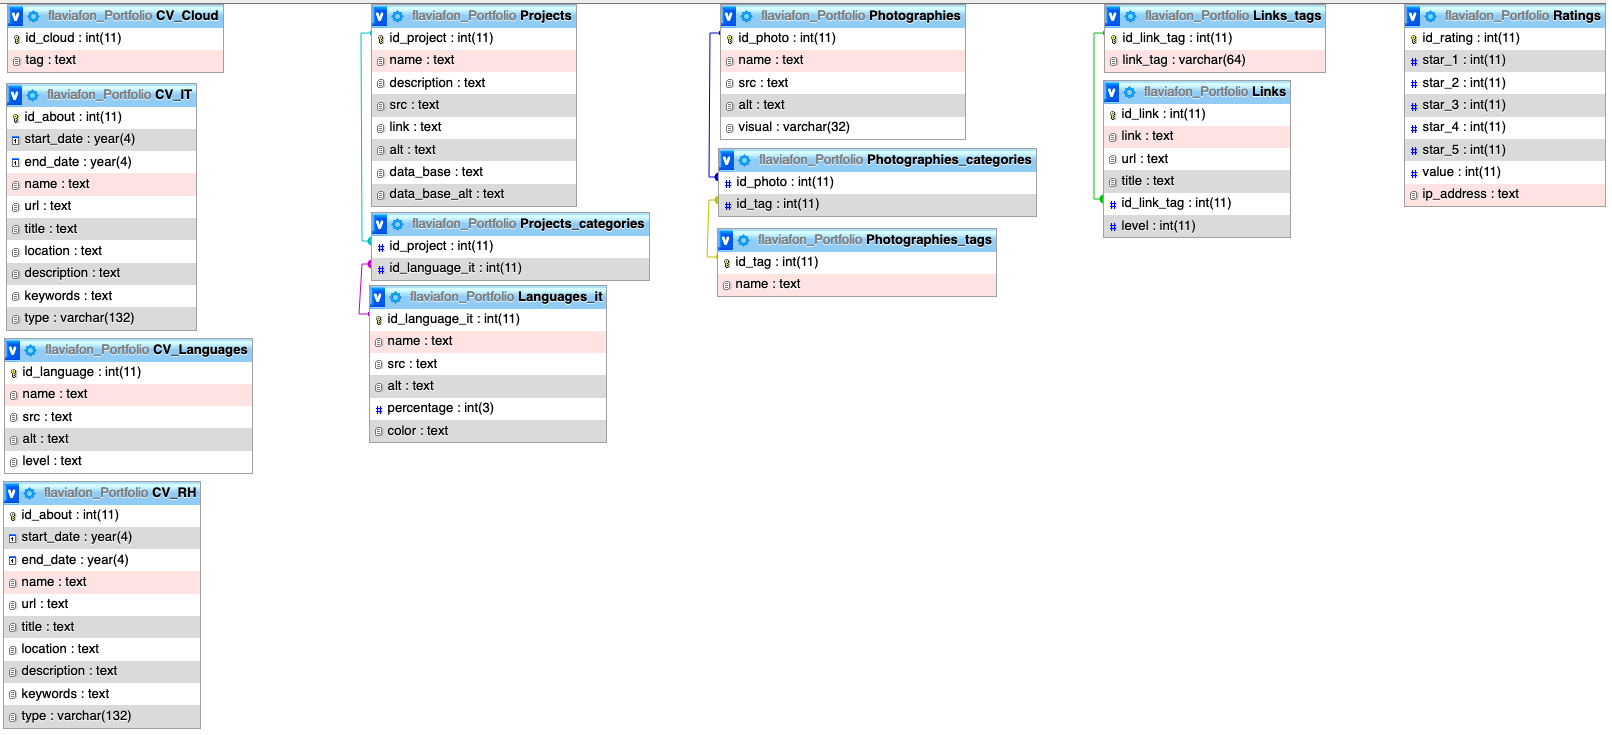 flaviafon_Portfolio CV_Cloud
id_cloud : int(11)
tag : text
flaviafon_Portfolio CV_IT
id_about : int(11)
start_date : year(4)
end_date : year(4)
name : text
url : text
title : text
location : text
description : text
keywords : text
type : varchar(132)
flaviafon_Portfolio CV_Languages
id_language : int(11)
name : text
src : text
alt : text
level : text
flaviafon_Portfolio CV_RH
id_about : int(11)
start_date : year(4)
end_date : year(4)
name : text
url : text
title : text
location : text
description : text
keywords : text
type : varchar(132)
flaviafon_Portfolio Projects
id_project : int(11)
name : text
description : text
src : text
link : text
alt : text
data_base : text
data_base_alt : text
flaviafon_Portfolio Projects_categories
id_project : int(11)
id_language_it : int(11)
flaviafon_Portfolio Languages_it
id_language_it : int(11)
name : text
src : text
alt : text
percentage : int(3)
color : text
flaviafon_Portfolio Photographies
id_photo : int(11)
name : text
src : text
alt : text
visual : varchar(32)
flaviafon_Portfolio Photographies_categories
id_photo : int(11)
id_tag : int(11)
flaviafon_Portfolio Photographies_tags
id_tag : int(11)
name : text
flaviafon_Portfolio Links_tags
id_link_tag : int(11)
link_tag : varchar(64)
flaviafon_Portfolio Links
id_link : int(11)
link : text
url : text
title : text
id_link_tag : int(11)
level : int(11)
flaviafon_Portfolio Ratings
id_rating : int(11)
star_1 : int(11)
star_2 : int(11)
star_3 : int(11)
star_4 : int(11)
star_5 : int(11)
value : int(11)
ip_address : text